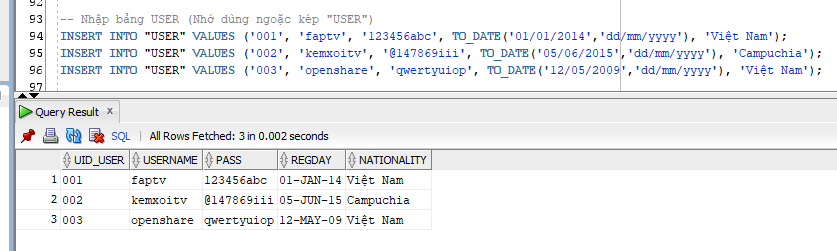 93 -- Nhập bảng USER (Nhớ dùng ngoặc kép "USER")
94 INSERT INTO "USER" VALUES ('001', 'faptv', '123456abc', TO_DATE('01/01/2014','dd/mm/yyyy'), 'Việt Nam');
95 INSERT INTO "USER" VALUES ('002', 'kemxoitv', '@147869iii', TO_DATE('05/06/2015','dd/mm/yyyy'), 'Campuchia');
96 INSERT INTO "USER" VALUES ('003', 'openshare', 'qwertyuiop', TO_DATE('12/05/2009','dd/mm/yyyy'), 'Việt Nam');
97
Query Result x
SQL | All Rows Fetched: 3 in 0.002 seconds
UID_USER USERNAME PASS REGDAY NATIONALITY
1 001 faptv 123456abc 01-JAN-14 Việt Nam
2 002 kemxoitv @147869iii 05-JUN-15 Campuchia
3 003 openshare qwertyuiop 12-MAY-09 Việt Nam